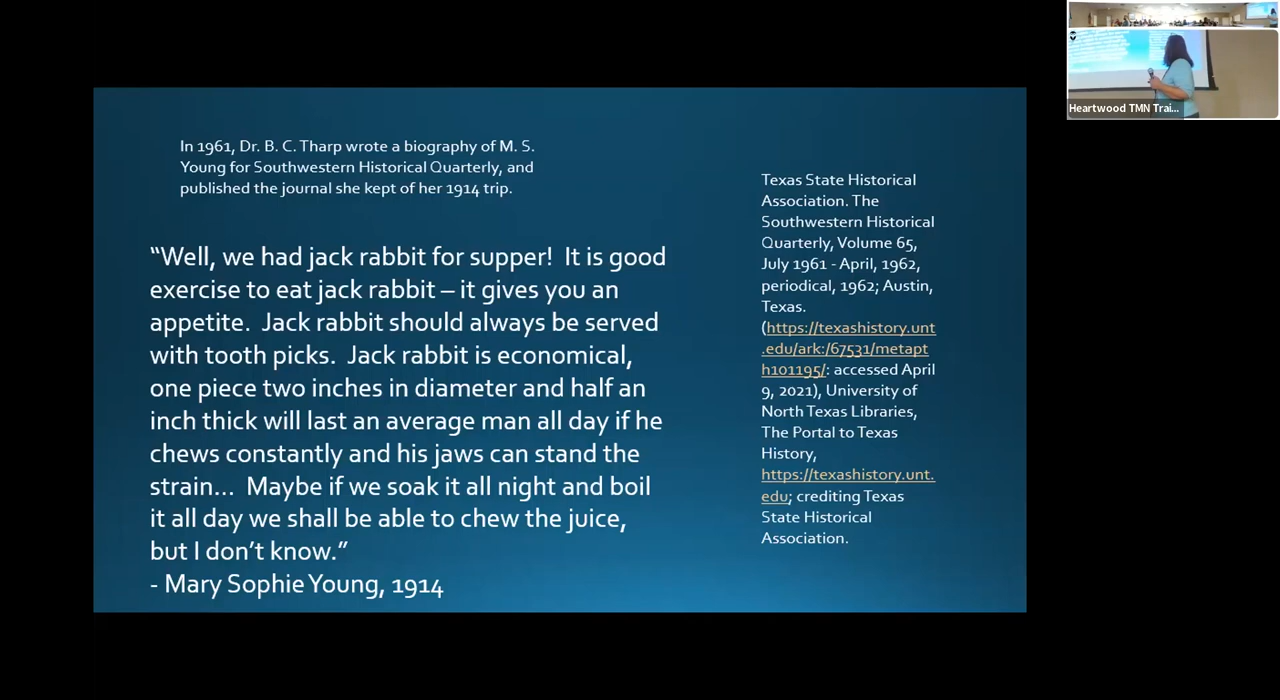 In 1961, Dr. B. C. Tharp wrote a biography of M. S.
Young for Southwestern Historical Quarterly, and
published the journal she kept of her 1914 trip.
“Well, we had jack rabbit for supper!  It is good
exercise to eat jack rabbit – it gives you an
appetite.  Jack rabbit should always be served
with tooth picks.  Jack rabbit is economical,
one piece two inches in diameter and half an
inch thick will last an average man all day if he
chews constantly and his jaws can stand the
strain...  Maybe if we soak it all night and boil
it all day we shall be able to chew the juice,
but I don’t know.”
- Mary Sophie Young, 1914
Texas State Historical
Association. The
Southwestern Historical
Quarterly, Volume 65,
July 1961 - April, 1962,
periodical, 1962; Austin,
Texas.
(https://texashistory.unt
.edu/ark:/67531/metapt
h101195/: accessed April
9, 2021), University of
North Texas Libraries,
The Portal to Texas
History,
https://texashistory.unt.
edu; crediting Texas
State Historical
Association.
Heartwood TMN Trai...